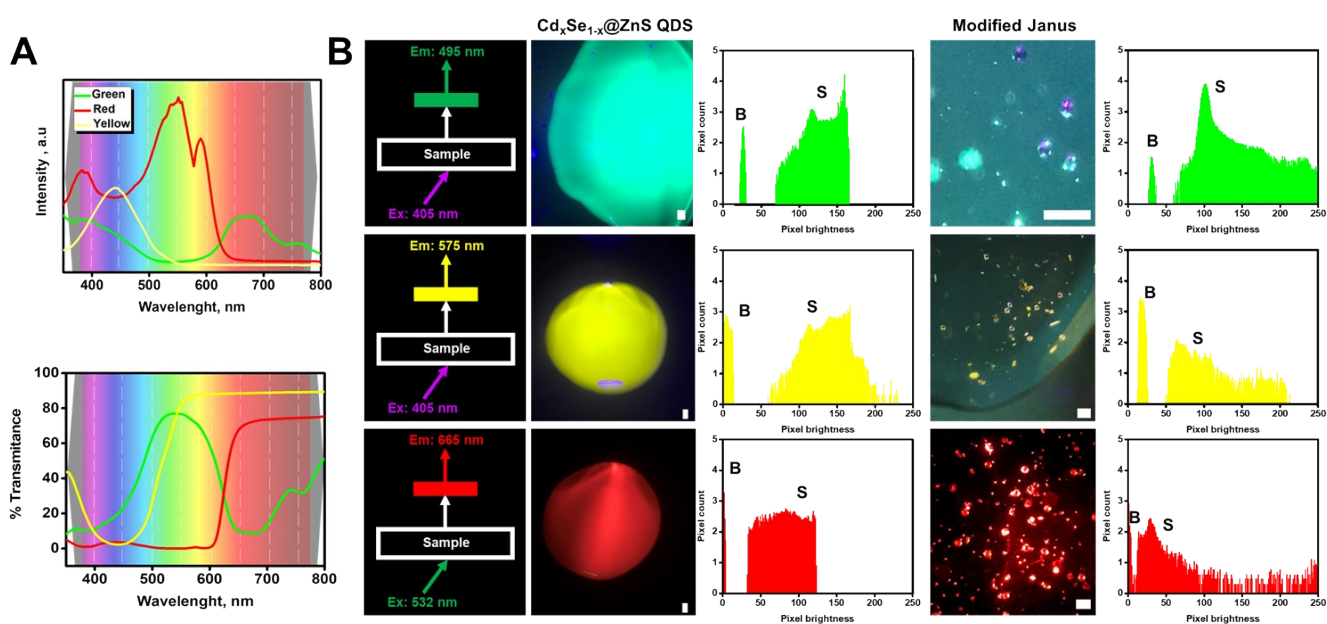 A
Green
Red
Yellow
Intensity , a.u
400 500 600 700 800
Wavelenght, nm
100
80
60
40
20
0
% Transmitance
400 500 600 700 800
Wavelenght, nm
B
CdxSe1-x@ZnS QDS
Modified Janus
Em: 495 nm
Sample
Ex: 405 nm
5
4
3
2
1
0
Pixel count
B
S
0 50 100 150 200 250
Pixel brightness
5
4
3
2
1
0
Pixel count
B
S
0 50 100 150 200 250
Pixel brightness
Em: 575 nm
Sample
Ex: 405 nm
5
4
3
2
1
0
Pixel count
B
S
0 50 100 150 200 250
Pixel brightness
5
4
3
2
1
0
Pixel count
B
S
0 50 100 150 200 250
Pixel brightness
Em: 665 nm
Sample
Ex: 532 nm
5
4
3
2
1
0
Pixel count
B
S
0 50 100 150 200 250
Pixel brightness
5
4
3
2
1
0
Pixel count
B
S
0 50 100 150 200 250
Pixel brightness